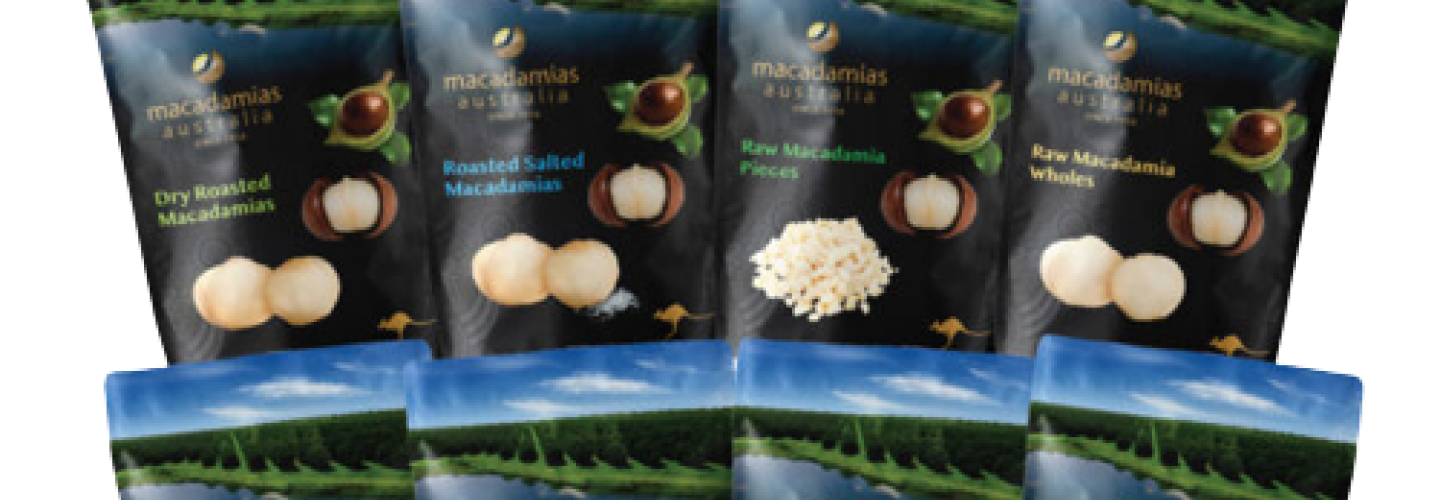 macadamias
australia
Dry Roasted
Macadamias
macadamias
australia
Roasted Salted
Macadamias
macadamias
australia
Raw Macadamia
Pieces
macadamias
australia
Raw Macadamia
Wholes